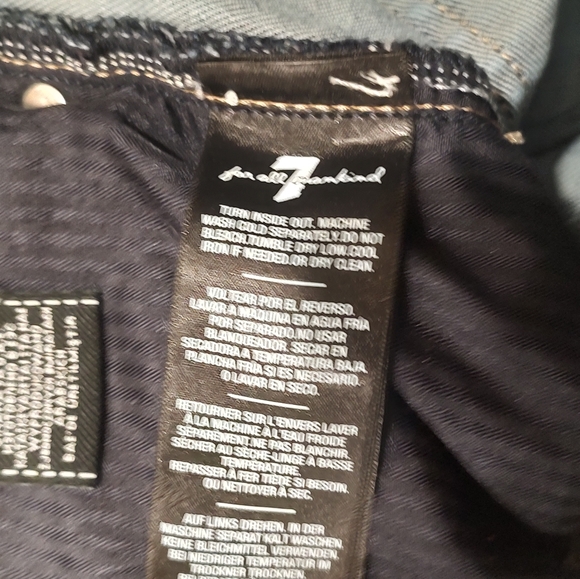 7
for all mankind
TURN INSIDE OUT. MACHINE
WASH COLD SEPARATELY. DO NOT
BLEACH. TUMBLE DRY LOW. COOL
IRON IF NEEDED. OR DRY CLEAN.
VOLTEAR POR EL REVERSO.
LAVAR A MÁQUINA EN AGUA FRÍA
POR SEPARADO. NO USAR
BLANQUEADOR. SECAR EN
SECADORA A TEMPERATURA BAJA.
PLANCHA FRIA SI ES NECESARIO.
O LAVAR EN SECO.
RETOURNER SUR L'ENVERS LAVER
À LA MACHINE À L'EAU FROIDE
SÉPARÉMENT. NE PAS BLANCHIR.
SÉCHER AU SÈCHE-LINGE À BASSE
TEMPÉRATURE.
REPASSER À FER TIÈDE SI BESOIN.
OU NETTOYER À SEC.
AUF LINKS DREHEN. IN DER
MASCHINE SEPARAT KALT WASCHEN.
KEINE BLEICHMITTEL VERWENDEN.
BEI NIEDRIGER TEMPERATUR IM
TROCKNER TROCKNEN.